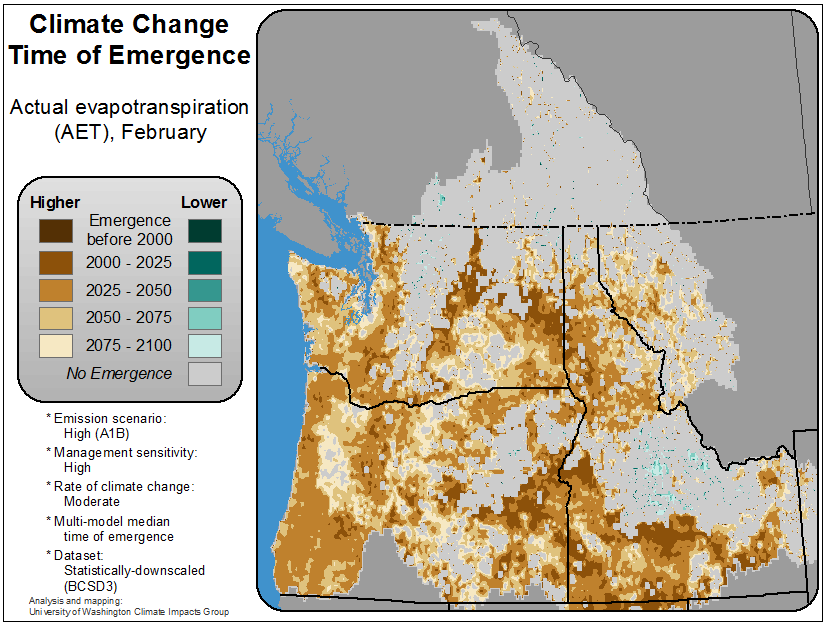 Climate Change
Time of Emergence
Actual evapotranspiration
(AET), February
Higher
Lower
Emergence
before 2000
2000 - 2025
2025 - 2050
2050 - 2075
2075 - 2100
No Emergence
* Emission scenario:
High (A1B)
* Management sensitivity:
High
* Rate of climate change:
Moderate
* Multi-model median
time of emergence
* Dataset:
Statistically-downscaled
(BCSD3)
Analysis and mapping:
University of Washington Climate Impacts Group